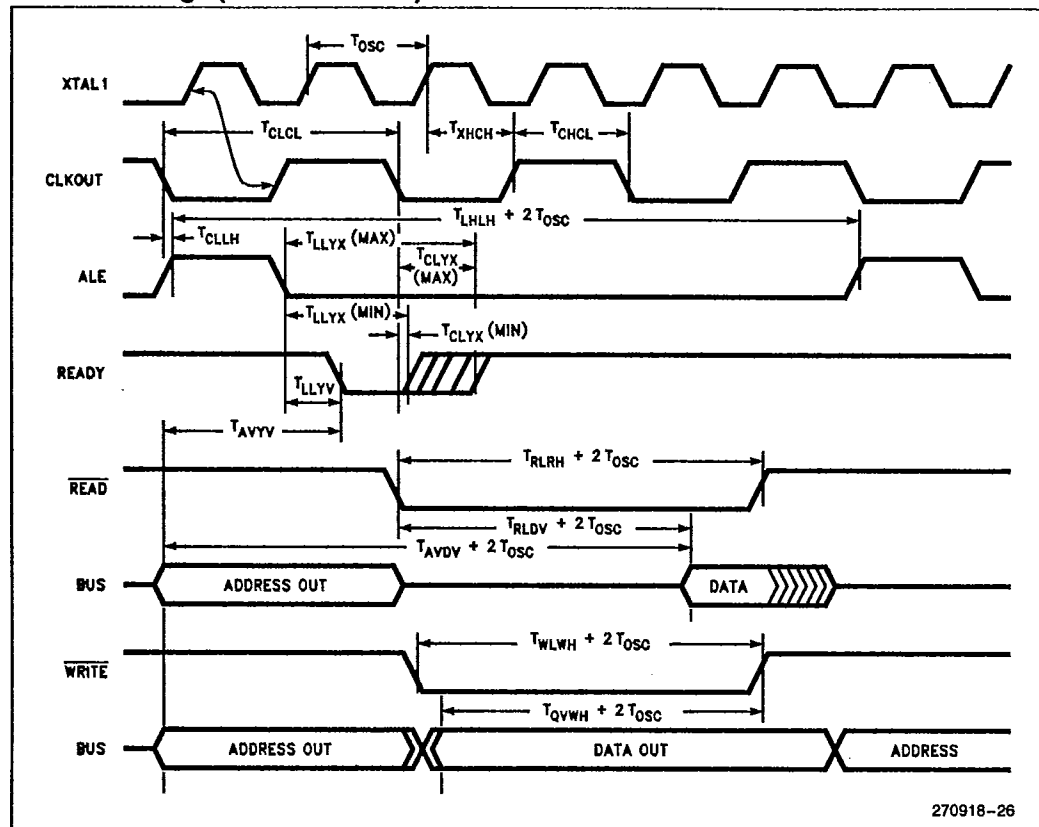 T_OSC
XTAL1
T_CLCL
T_XHCH
T_CHCL
CLKOUT
T_LHLH + 2 T_OSC
T_CLLH
T_LLYX (MAX)
T_CLYX (MAX)
ALE
T_LLYX (MIN)
T_CLYX (MIN)
READY
T_LLYV
T_AVYV
T_RLRH + 2 T_OSC
READ
T_RLDV + 2 T_OSC
T_AVDV + 2 T_OSC
BUS
ADDRESS OUT
DATA
T_WLWH + 2 T_OSC
WRITE
T_QVWH + 2 T_OSC
BUS
ADDRESS OUT
DATA OUT
ADDRESS
270918-26